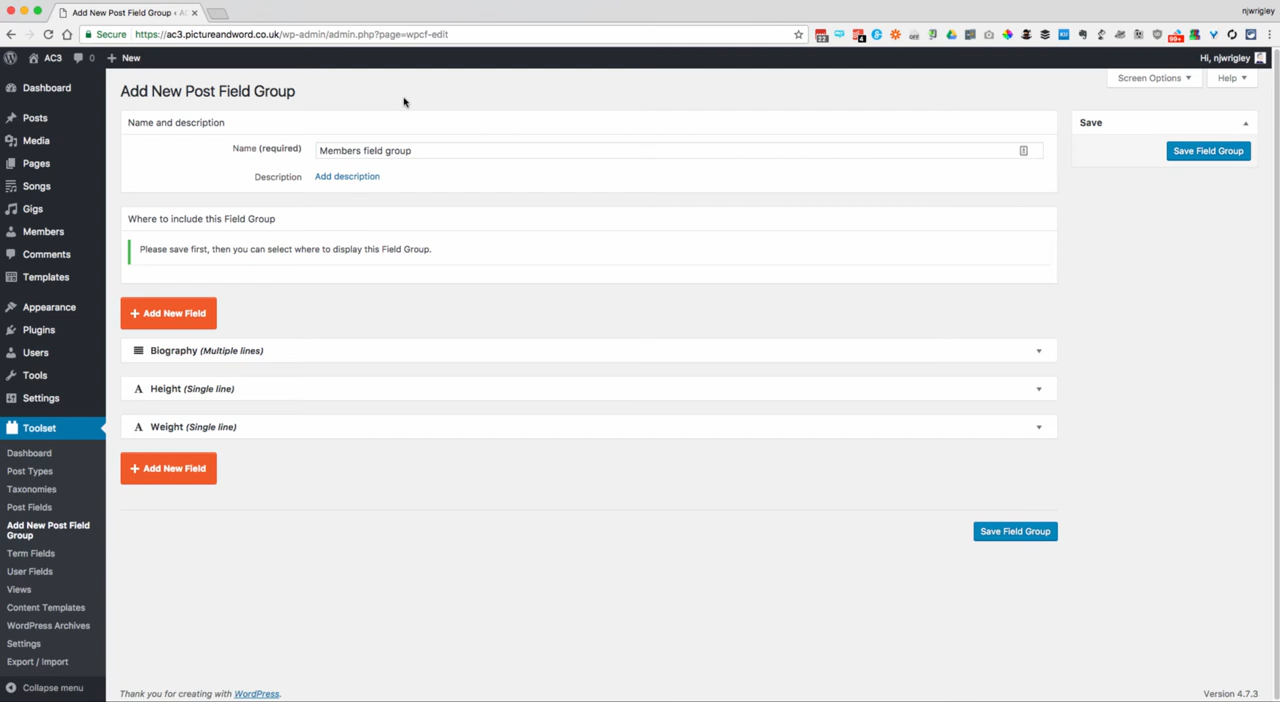 Add New Post Field Group ‹ AC
njwrigley
Secure
https://ac3.pictureandword.co.uk/wp-admin/admin.php?page=wpcf-edit
AC3
0
New
Hi, njwrigley
Screen Options
Help
Dashboard
Posts
Media
Pages
Songs
Gigs
Members
Comments
Templates
Appearance
Plugins
Users
Tools
Settings
Toolset
Dashboard
Post Types
Taxonomies
Post Fields
Add New Post Field
Group
Term Fields
User Fields
Views
Content Templates
WordPress Archives
Settings
Export / Import
Collapse menu
Add New Post Field Group
Name and description
Name (required)
Members field group
Description
Add description
Where to include this Field Group
Please save first, then you can select where to display this Field Group.
+ Add New Field
Biography (Multiple lines)
A Height (Single line)
A Weight (Single line)
+ Add New Field
Save Field Group
Save
Save Field Group
Thank you for creating with WordPress.
Version 4.7.3